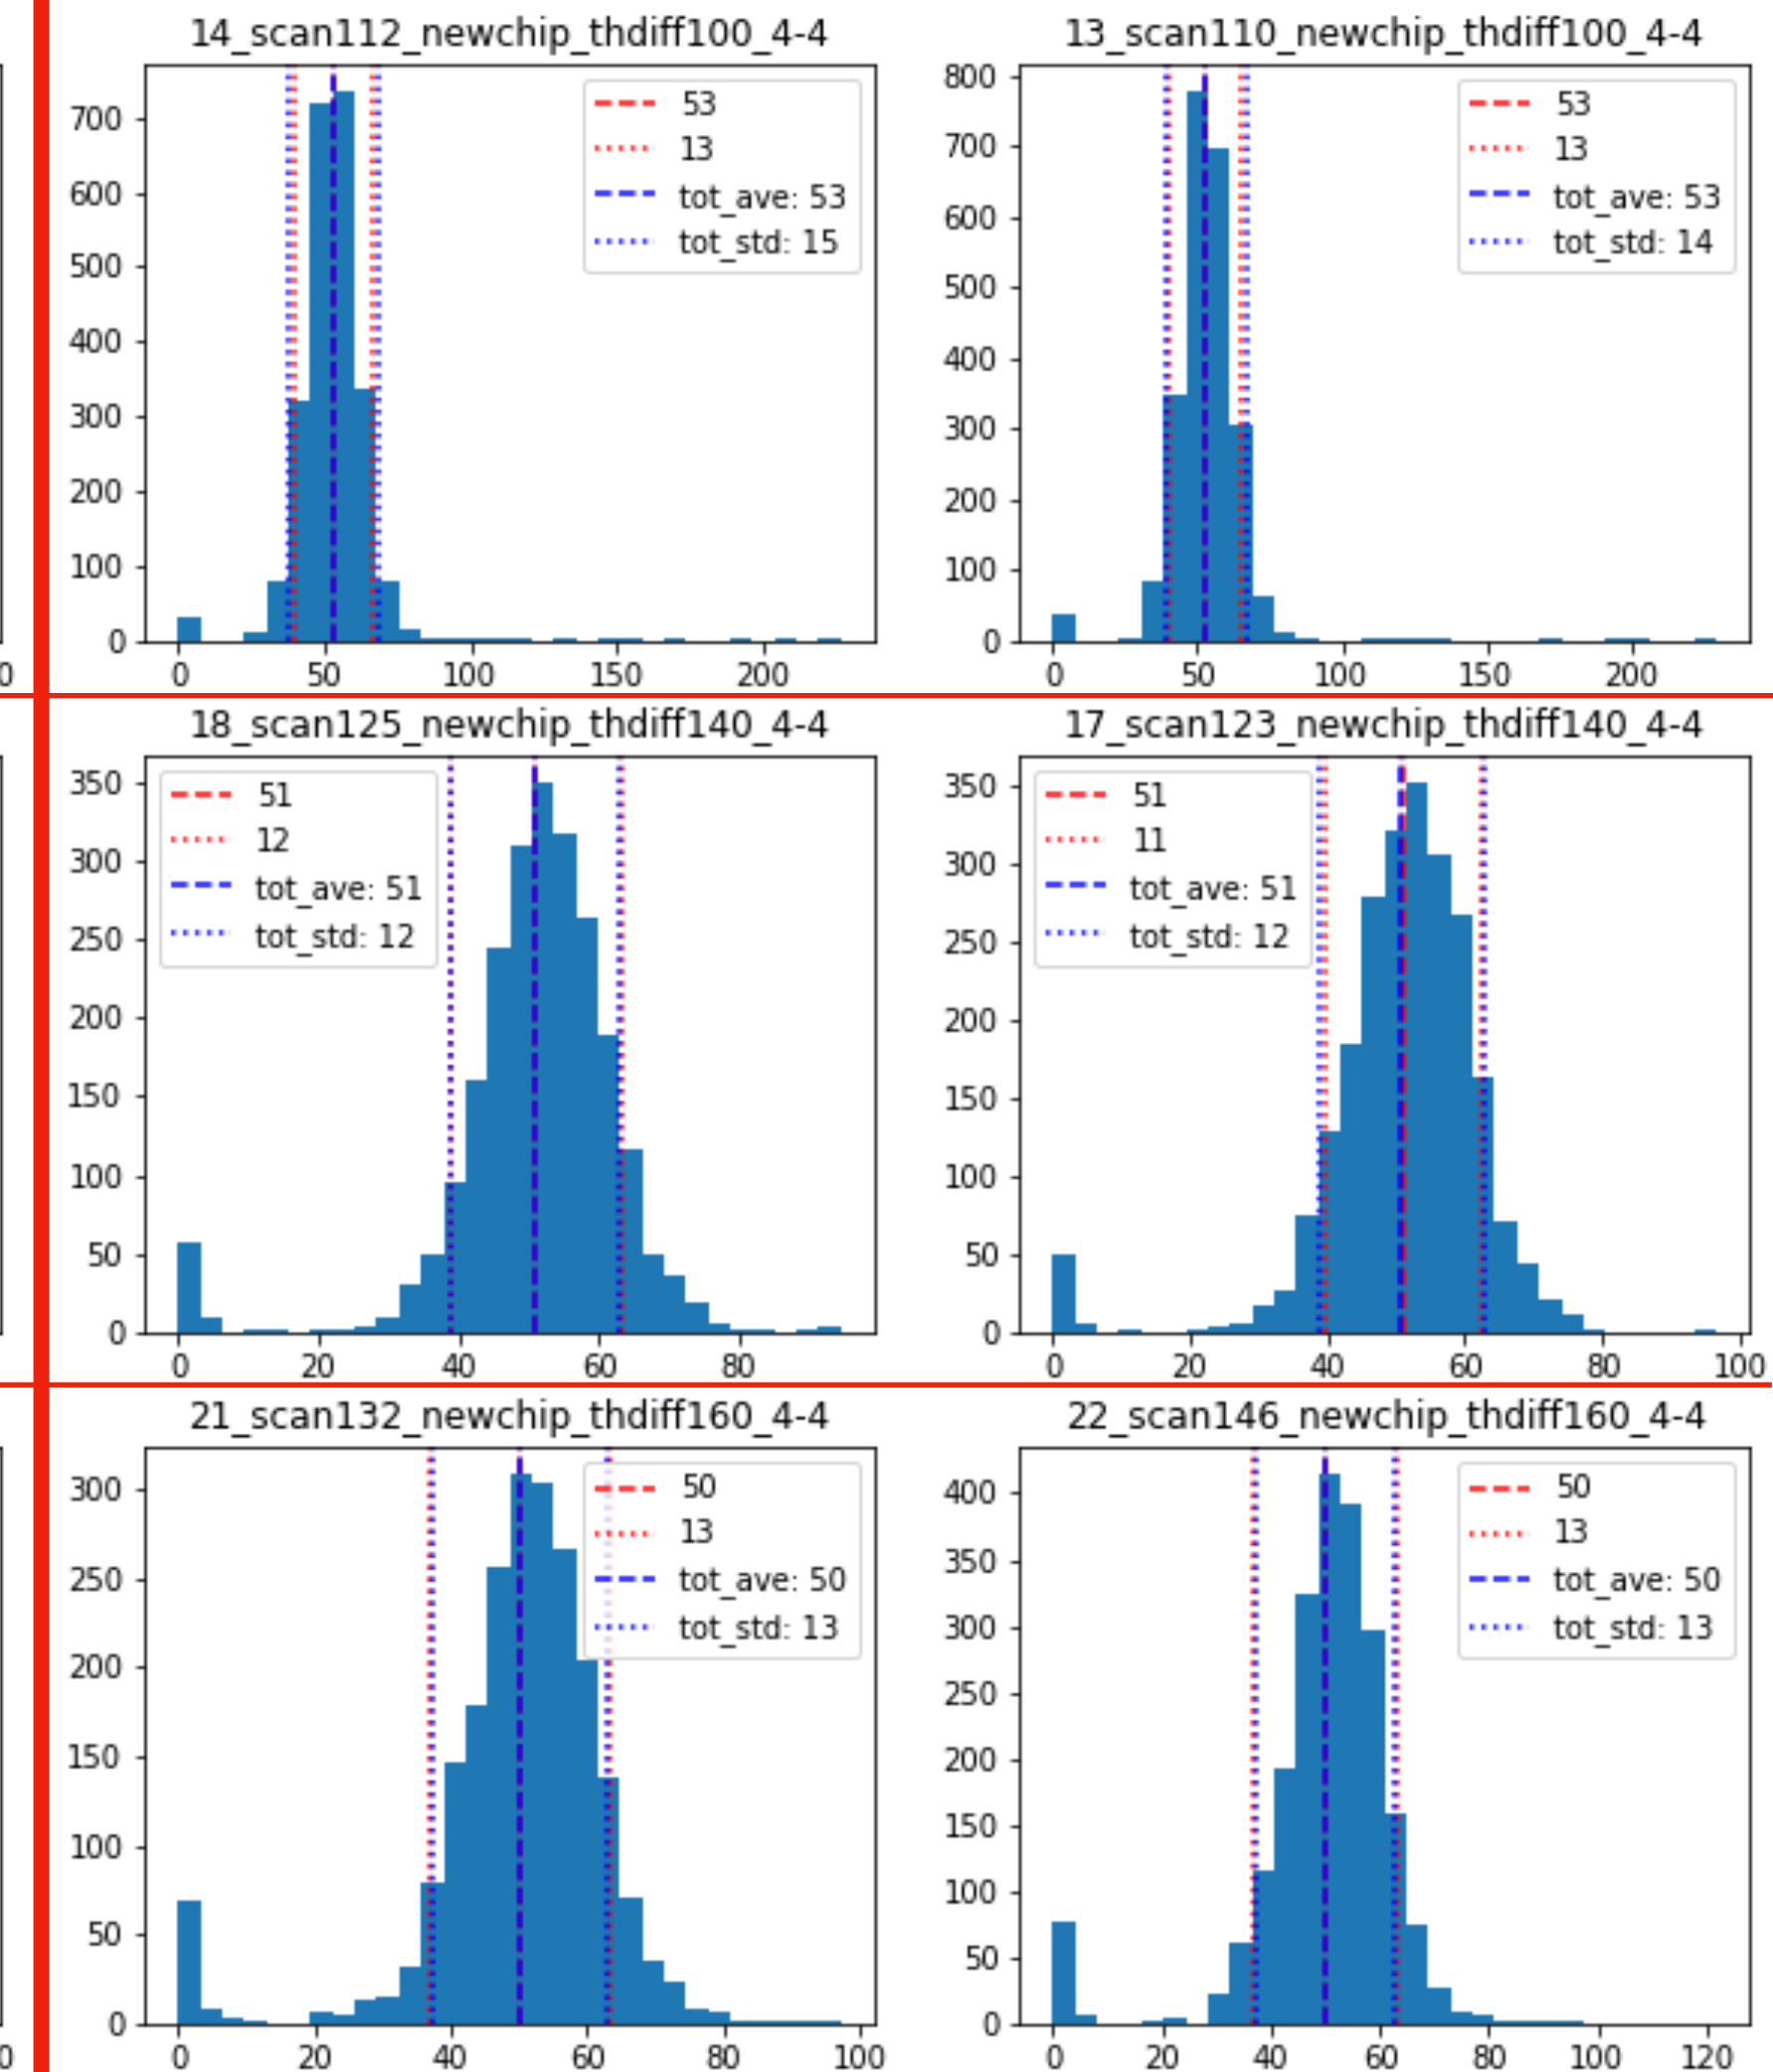 14_scan112_newchip_thdiff100_4-4
700
600
500
400
300
200
100
0
0 50 100 150 200
53
13
tot_ave: 53
tot_std: 15
13_scan110_newchip_thdiff100_4-4
800
700
600
500
400
300
200
100
0
0 50 100 150 200
53
13
tot_ave: 53
tot_std: 14
0
18_scan125_newchip_thdiff140_4-4
350
300
250
200
150
100
50
0
0 20 40 60 80
51
12
tot_ave: 51
tot_std: 12
17_scan123_newchip_thdiff140_4-4
350
300
250
200
150
100
50
0
0 20 40 60 80 100
51
11
tot_ave: 51
tot_std: 12
21_scan132_newchip_thdiff160_4-4
300
250
200
150
100
50
0
0 20 40 60 80 100
50
13
tot_ave: 50
tot_std: 13
22_scan146_newchip_thdiff160_4-4
400
350
300
250
200
150
100
50
0
0 20 40 60 80 100 120
50
13
tot_ave: 50
tot_std: 13
0